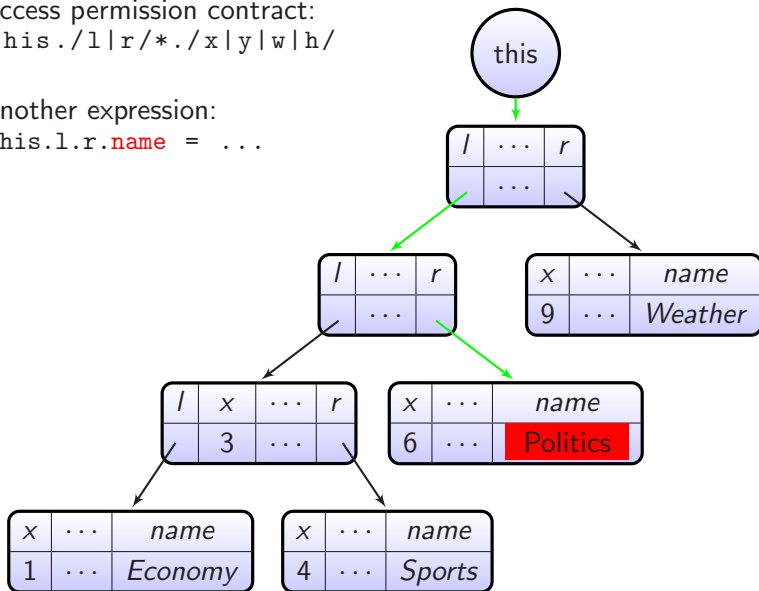 ccess permission contract:
his./l|r/*./x|y|w|h/
nother expression:
his.l.r.name = ...
this
l ··· r
···
l ··· r
···
x ··· name
9 ··· Weather
l x ··· r
3 ···
x ··· name
6 ··· Politics
x ··· name
1 ··· Economy
x ··· name
4 ··· Sports